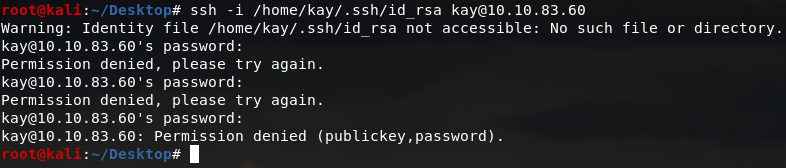 root@kali:~/Desktop# ssh -i /home/kay/.ssh/id_rsa kay@10.10.83.60
Warning: Identity file /home/kay/.ssh/id_rsa not accessible: No such file or directory.
kay@10.10.83.60's password:
Permission denied, please try again.
kay@10.10.83.60's password:
Permission denied, please try again.
kay@10.10.83.60's password:
kay@10.10.83.60: Permission denied (publickey,password).
root@kali:~/Desktop#